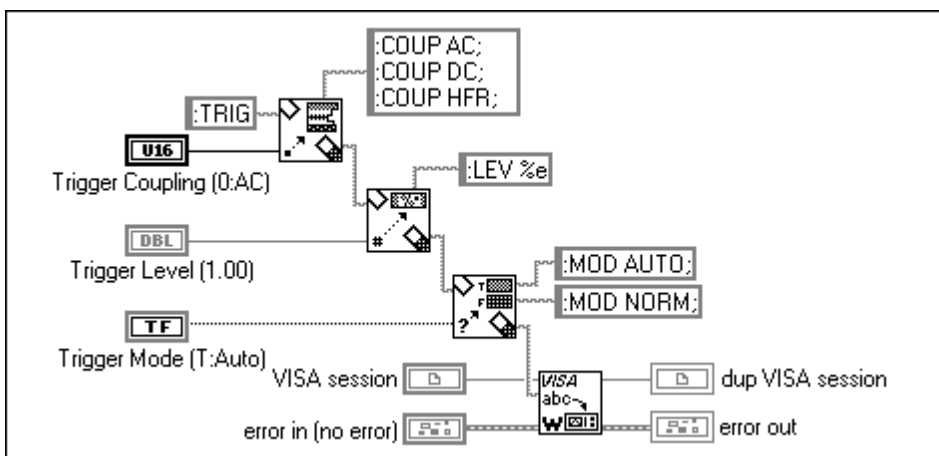 :COUP AC;
:COUP DC;
:COUP HFR;
:TRIG
U16
Trigger Coupling (0:AC)
:LEV %e
DBL
Trigger Level (1.00)
T
F
:MOD AUTO;
:MOD NORM;
TF
Trigger Mode (T:Auto)
VISA session
VISA
abc
W
dup VISA session
error in (no error)
error out